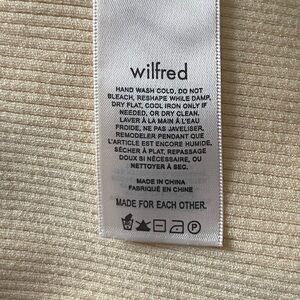 wilfred
HAND WASH COLD, DO NOT
BLEACH, RESHAPE WHILE DAMP,
DRY FLAT, COOL IRON ONLY IF
NEEDED, OR DRY CLEAN.
LAVER À LA MAIN À L'EAU
FROIDE, NE PAS JAVELISER,
REMODELER PENDANT QUE
L'ARTICLE EST ENCORE HUMIDE,
SÉCHER À PLAT, REPASSAGE
DOUX SI NÉCESSAIRE, OU
NETTOYER À SEC.
MADE IN CHINA
FABRIQUÉ EN CHINE
MADE FOR EACH OTHER.
P